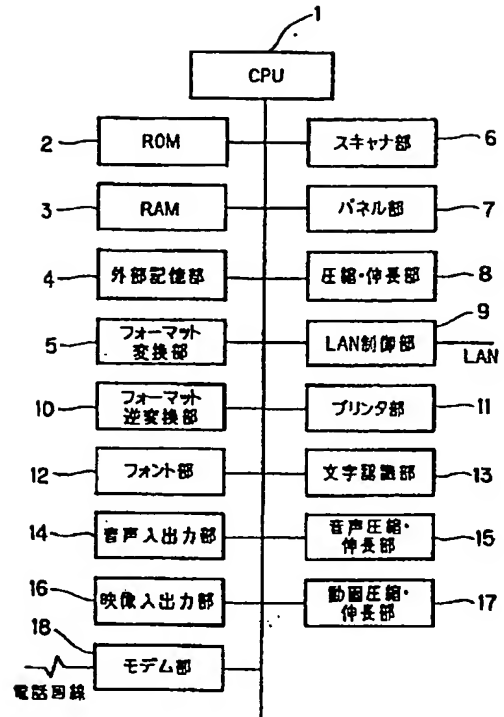 1
CPU
2
ROM
スキャナ部
6
3
RAM
パネル部
7
4
外部記憶部
圧縮・伸長部
8
5
フォーマット
変換部
LAN制御部
9
LAN
10
フォーマット
逆変換部
プリンタ部
11
12
フォント部
文字認識部
13
14
音声入出力部
音声圧縮・
伸長部
15
16
映像入出力部
動画圧縮・
伸長部
17
18
モデム部
電話回線